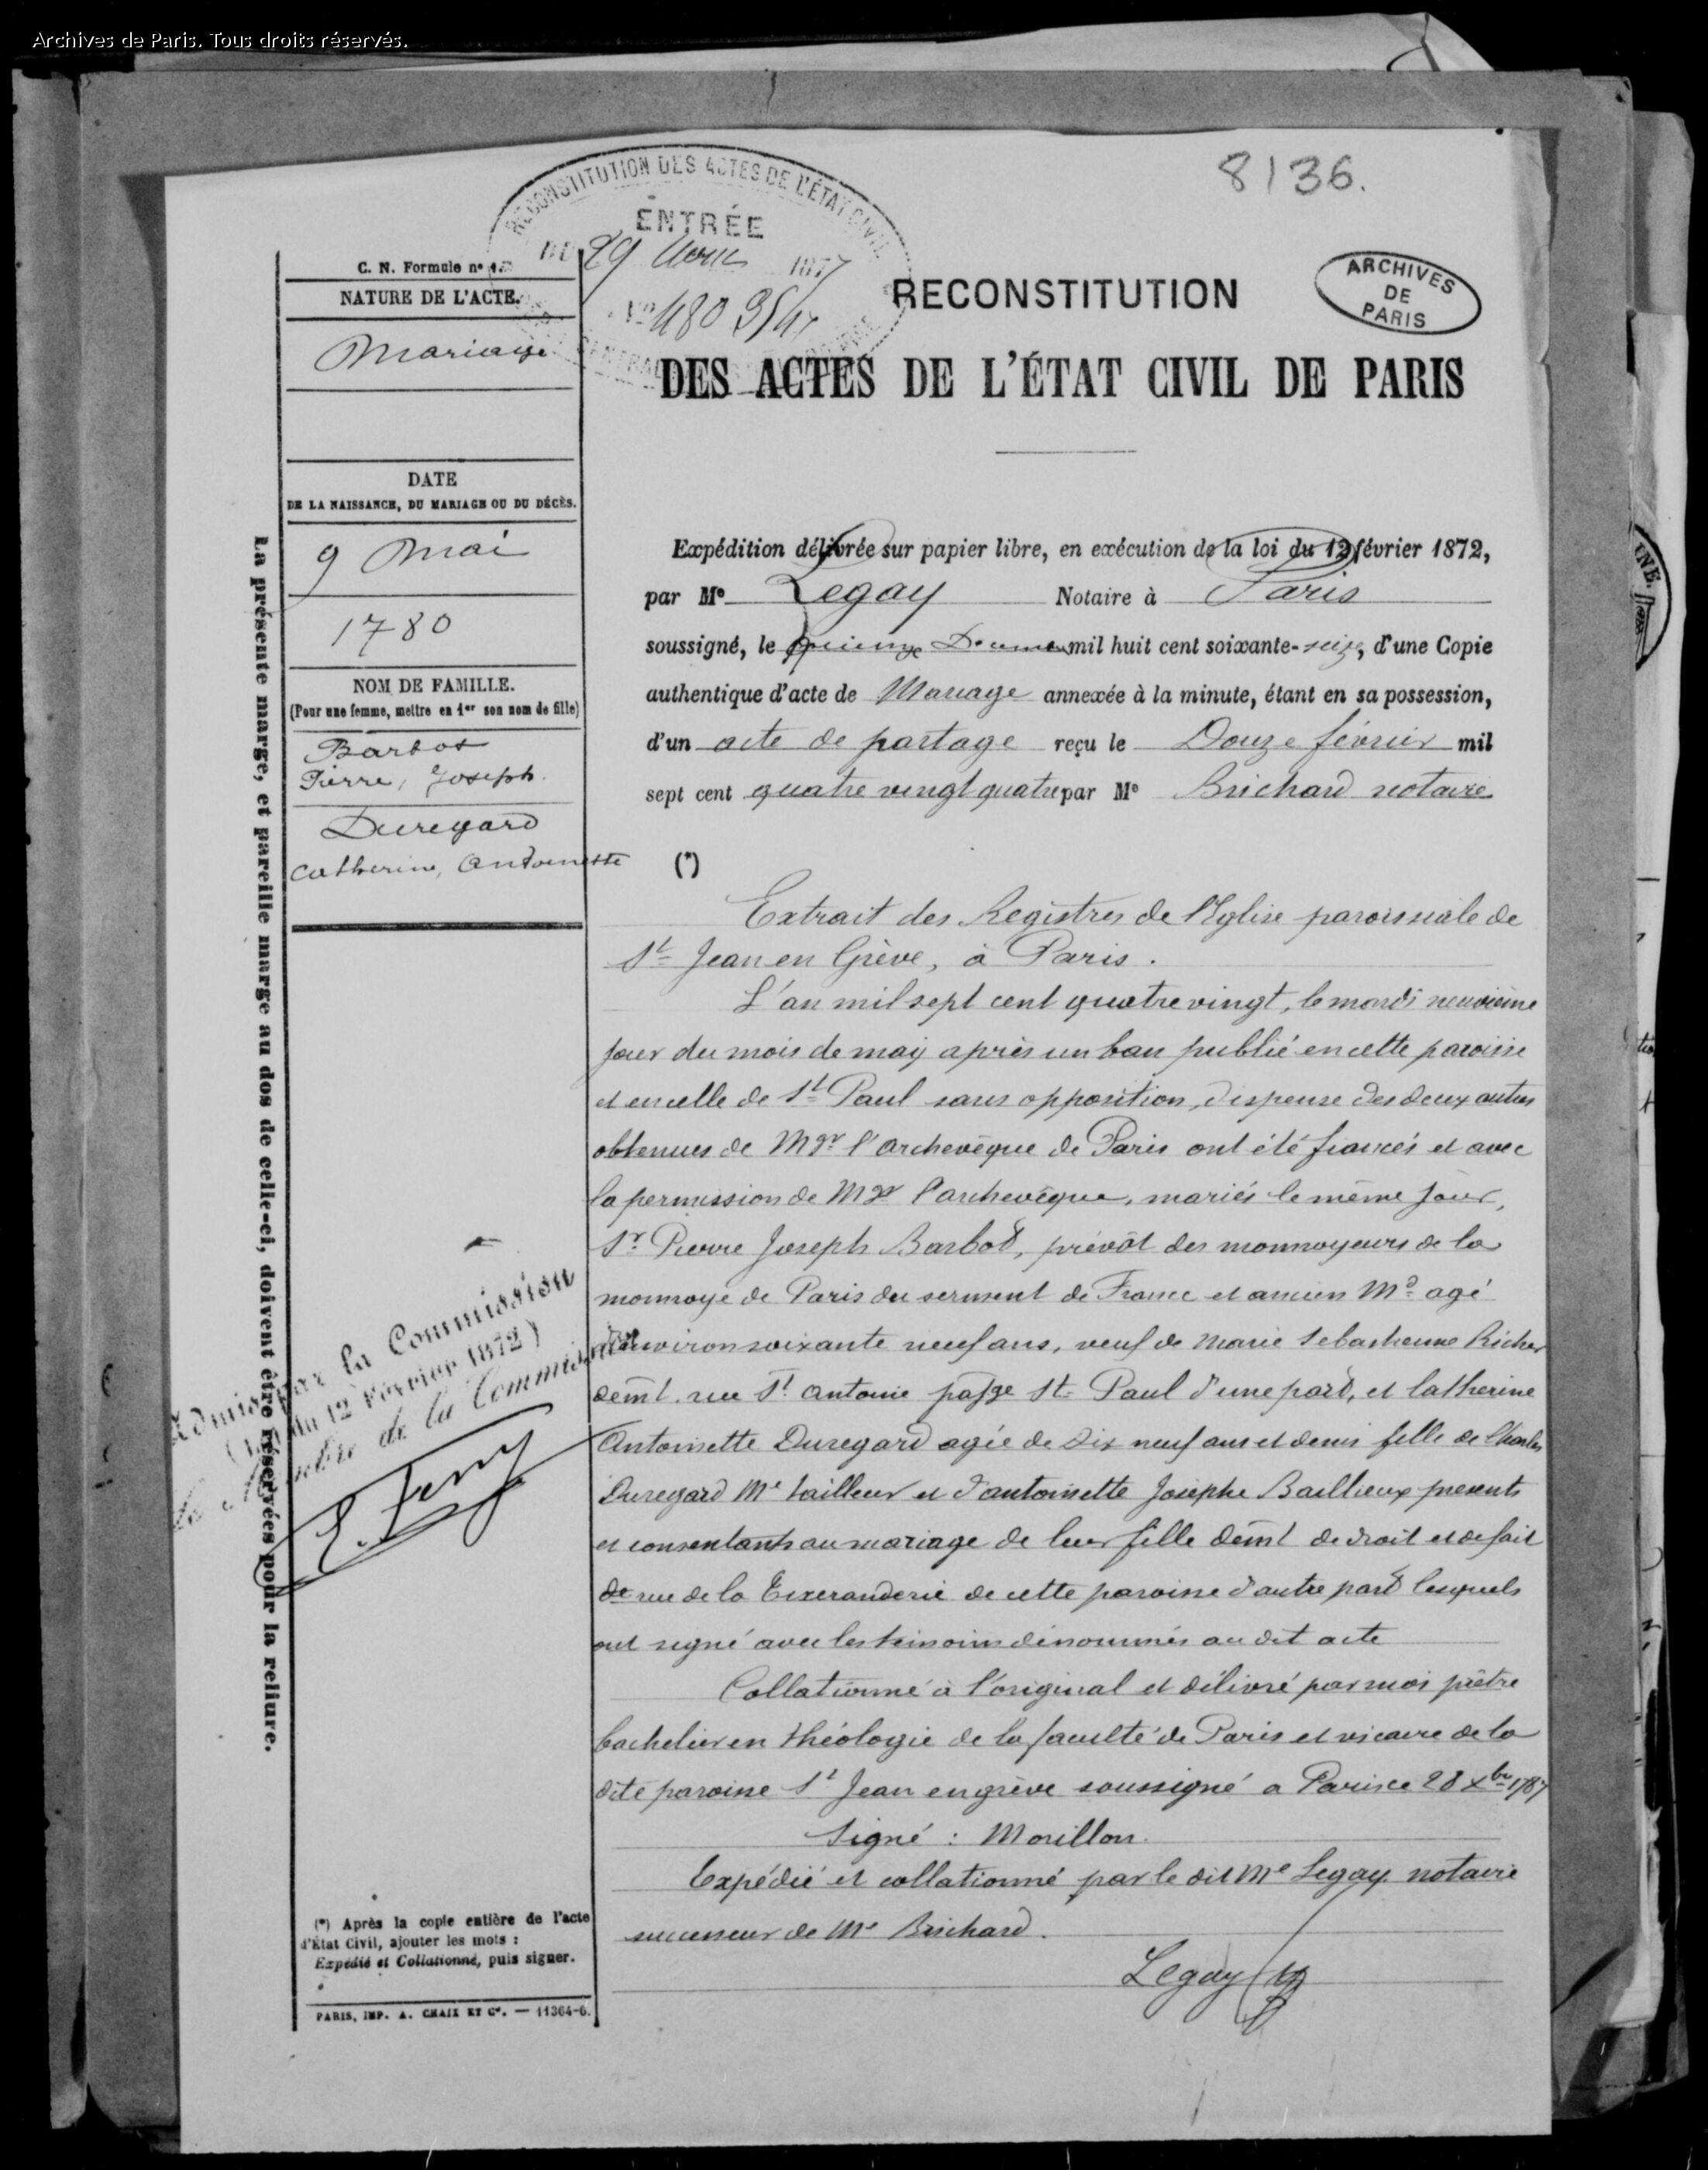 Archives de Paris. Tous droits réservés.
8136.
RECONSTITUTION DES ACTES DE L'ÉTAT CIVIL
ENTRÉE
DU 29 1877
No 480
ARCHIVES
DE
PARIS
C. N. Formule no
NATURE DE L'ACTE.
Mariage
DATE
DE LA NAISSANCE, DU MARIAGE OU DU DÉCÈS.
9 Mai
1780
NOM DE FAMILLE.
(Pour une femme, mettre en 1er son nom de fille)
Barbot
Pierre, Joseph.
Duregard
Catherine, Antoinette
La présente marge, et pareille marge au dos de celle-ci, doivent être réservées pour la reliure.
Admis par la Commission
(Loi du 12 Février 1872)
Le Membre de la Commission
(*) Après la copie entière de l'acte
d'État Civil, ajouter les mots :
Expédié et Collationné, puis signer.
PARIS, IMP. A. CHAIX ET Cie. — 11364-6.
RECONSTITUTION
DES ACTES DE L'ÉTAT CIVIL DE PARIS
Expédition délivrée sur papier libre, en exécution de la loi du 12 février 1872,
par Me Legay Notaire à Paris
soussigné, le quinze mil huit cent soixante-seize, d'une Copie
authentique d'acte de Mariage annexée à la minute, étant en sa possession,
d'un acte de partage reçu le Douze février mil
sept cent quatre vingt quatre par Me Brichard notaire
(*)
Extrait des Registres de l'Eglise paroissiale de
St Jean en Grève, à Paris.
L'an mil sept cent quatre vingt, le mardi neuvième
jour du mois de may après un ban publié en cette paroisse
et en celle de St Paul sans opposition, dispense des deux autres
obtenues de Mgr l'archevêque de Paris ont été fiancés et avec
la permission de Mgr l'archevêque, mariés le même jour,
Sr Pierre Joseph Barbot, prévôt des monnoyeurs de la
monnoye de Paris du serment de France et ancien Md agé
d'environ soixante neuf ans, veuf de Marie Sebastienne Richer
demt. rue St. Antoine passge St Paul d'une part, et Catherine
Antoinette Duregard agée de dix neuf ans et demi fille de Charles
Duregard Me tailleur et d'antoinette Josephe Baillieux presents
et consentants au mariage de leur fille demt de droit et de fait
de rue de la Tixeranderie de cette paroisse d'autre part lesquels
ont signé avec les témoins dénommés au dit acte
Collationné à l'original et délivré par moi prêtre
bachelier en théologie de la faculté de Paris et vicaire de la
dite paroisse St Jean en grève soussigné a Paris ce 28 Xbre 1787
Signé : Morillon.
Expédié et collationné par le dit Me Legay notaire
successeur de Me Brichard.
Legay